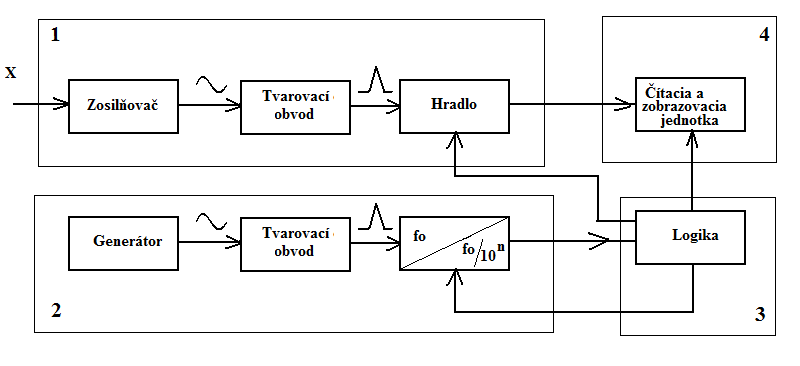 1
4
X
Zosilňovač
Tvarovací
obvod
Hradlo
Čítacia a
zobrazovacia
jednotka
Generátor
Tvarovací
obvod
fo
fo/10ⁿ
Logika
2
3